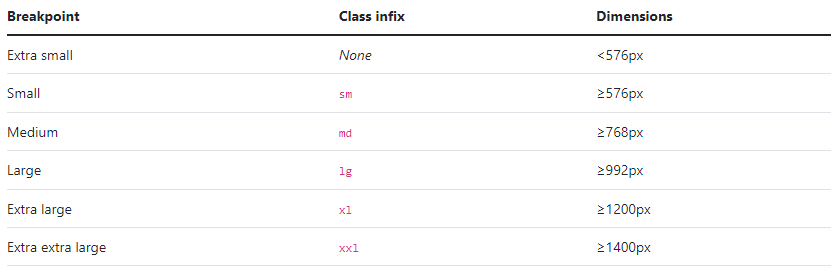 Breakpoint Class infix Dimensions
Extra small None <576px
Small sm ≥576px
Medium md ≥768px
Large lg ≥992px
Extra large xl ≥1200px
Extra extra large xxl ≥1400px